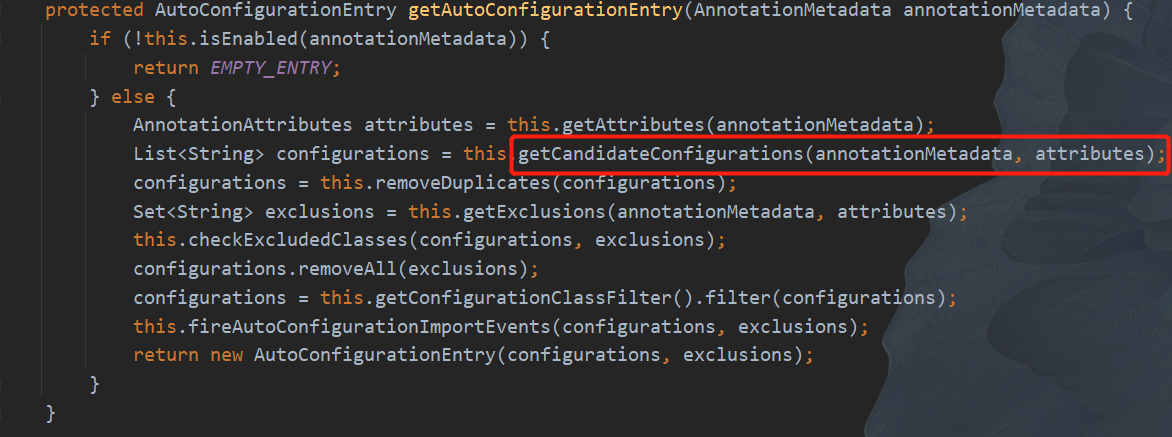 protected AutoConfigurationEntry getAutoConfigurationEntry(AnnotationMetadata annotationMetadata) {
    if (!this.isEnabled(annotationMetadata)) {
        return EMPTY_ENTRY;
    } else {
        AnnotationAttributes attributes = this.getAttributes(annotationMetadata);
        List<String> configurations = this.getCandidateConfigurations(annotationMetadata, attributes);
        configurations = this.removeDuplicates(configurations);
        Set<String> exclusions = this.getExclusions(annotationMetadata, attributes);
        this.checkExcludedClasses(configurations, exclusions);
        configurations.removeAll(exclusions);
        configurations = this.getConfigurationClassFilter().filter(configurations);
        this.fireAutoConfigurationImportEvents(configurations, exclusions);
        return new AutoConfigurationEntry(configurations, exclusions);
    }
}